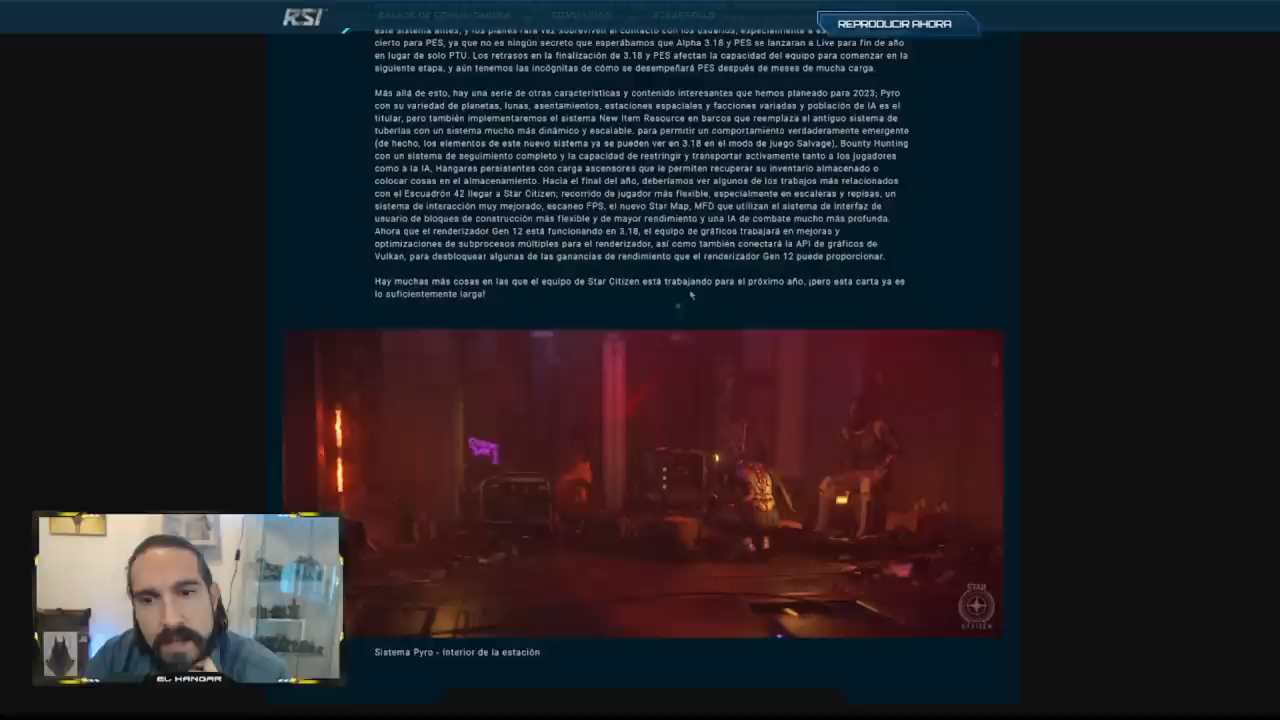 RSI
REPRODUCIR AHORA
este sistema antes, y los planes rara vez sobreviven al contacto con los usuarios, especialmente a
cierto para PES, ya que no es ningún secreto que esperábamos que Alpha 3.18 y PES se lanzaran a Live para fin de año
en lugar de solo PTU. Los retrasos en la finalización de 3.18 y PES afectan la capacidad del equipo para comenzar en la
siguiente etapa, y aún tenemos las incógnitas de cómo se desempeñará PES después de meses de mucha carga.
Más allá de esto, hay una serie de otras características y contenido interesantes que hemos planeado para 2023; Pyro
con su variedad de planetas, lunas, asentamientos, estaciones espaciales y facciones variadas y población de IA es el
titular, pero también implementaremos el sistema New Item Resource en barcos que reemplaza el antiguo sistema de
tuberías con un sistema mucho más dinámico y escalable. para permitir un comportamiento verdaderamente emergente
(de hecho, los elementos de este nuevo sistema ya se pueden ver en 3.18 en el modo de juego Salvage), Bounty Hunting
con un sistema de seguimiento completo y la capacidad de restringir y transportar activamente tanto a los jugadores
como a la IA, Hangares persistentes con carga ascensores que le permiten recuperar su inventario almacenado o
colocar cosas en el almacenamiento. Hacia el final del año, deberíamos ver algunos de los trabajos más relacionados
con el Escuadrón 42 llegar a Star Citizen; recorrido de jugador más flexible, especialmente en escaleras y repisas, un
sistema de interacción muy mejorado, escaneo FPS, el nuevo Star Map, MFD que utilizan el sistema de interfaz de
usuario de bloques de construcción más flexible y de mayor rendimiento y una IA de combate mucho más profunda.
Ahora que el renderizador Gen 12 está funcionando en 3.18, el equipo de gráficos trabajará en mejoras y
optimizaciones de subprocesos múltiples para el renderizador, así como también conectará la API de gráficos de
Vulkan, para desbloquear algunas de las ganancias de rendimiento que el renderizador Gen 12 puede proporcionar.
Hay muchas más cosas en las que el equipo de Star Citizen está trabajando para el próximo año, ¡pero esta carta ya es
lo suficientemente larga!
STAR
CITIZEN
Sistema Pyro - Interior de la estación
EL HANGAR